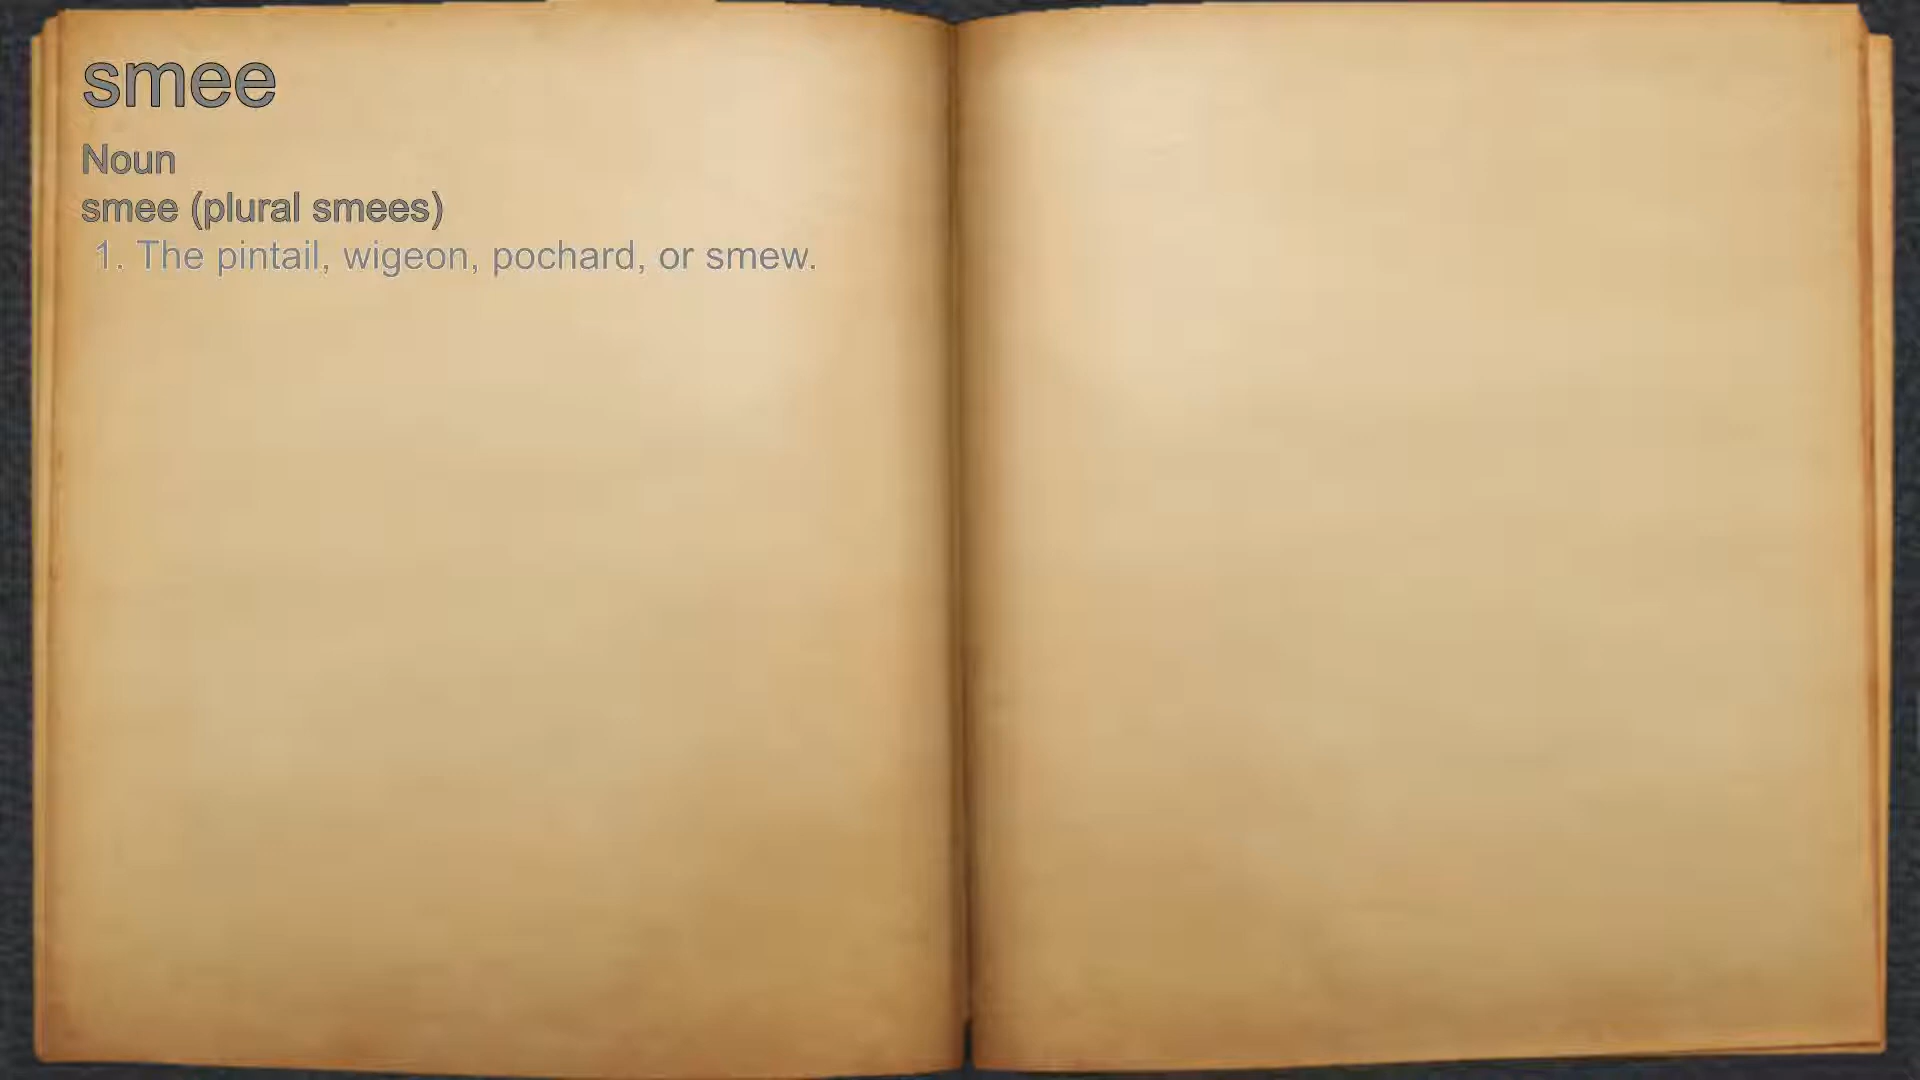 smee
Noun
smee (plural smees)
1. The pintail, wigeon, pochard, or smew.